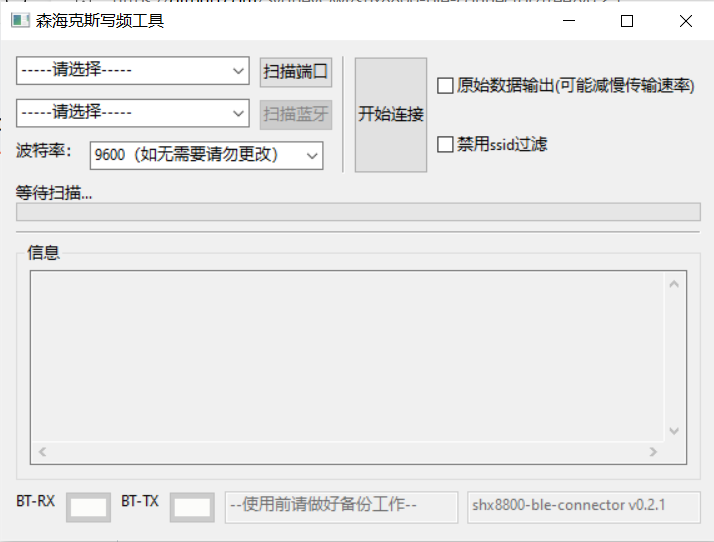 森海克斯写频工具
-----请选择-----
扫描端口
-----请选择-----
扫描蓝牙
波特率:
9600（如无需要请勿更改）
开始连接
原始数据输出(可能减慢传输速率)
禁用ssid过滤
等待扫描...
信息
BT-RX
BT-TX
--使用前请做好备份工作--
shx8800-ble-connector v0.2.1